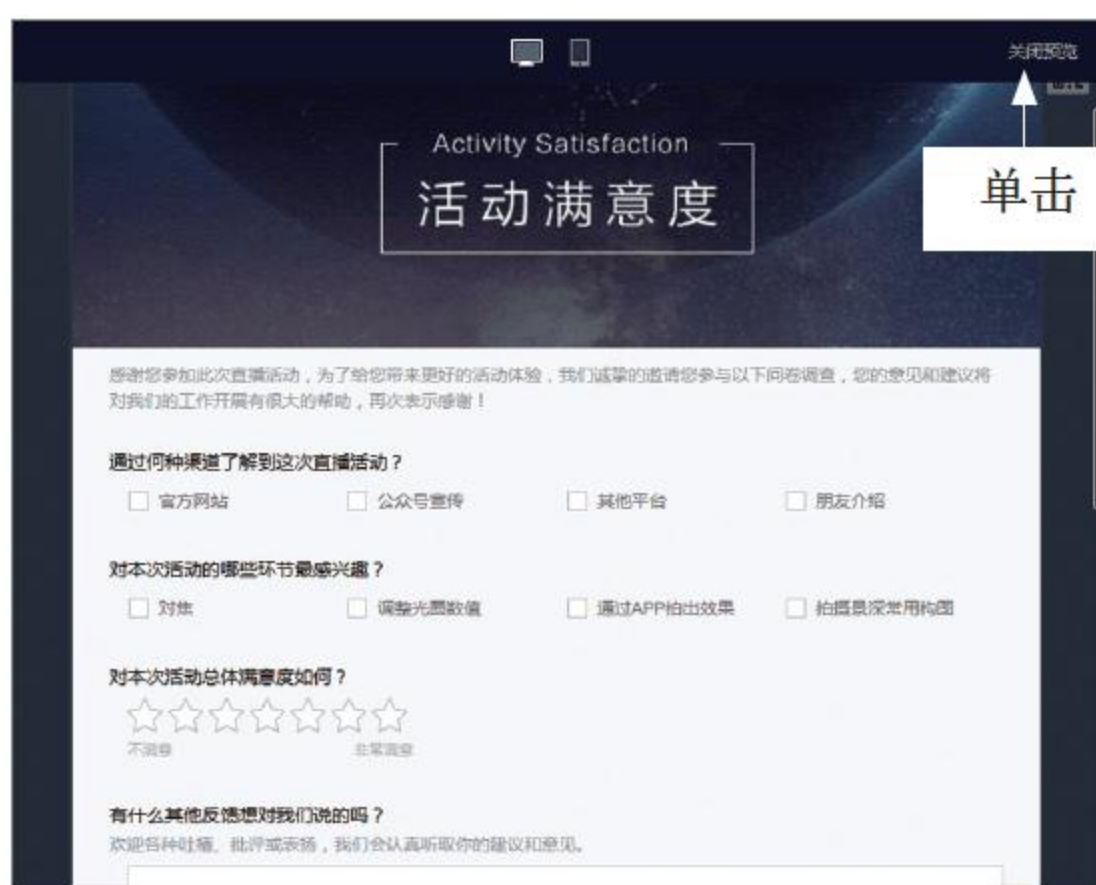 关闭预览
Activity Satisfaction
单击
活动满意度
感谢您参加此次直播活动，为了给您带来更好的活动体验，我们诚挚的邀请您参与以下问卷调查，您的意见和建议将
对我们的工作开展有很大的帮助，再次表示感谢！
通过何种渠道了解到这次直播活动？
官方网站 公众号宣传 其他平台 朋友介绍
对本次活动的哪些环节最感兴趣？
对焦 调整光圈数值 通过APP拍出效果 拍摄景深常用构图
对本次活动总体满意度如何？
不满意 非常满意
有什么其他反馈想对我们说的吗？
欢迎各种吐槽、批评或表扬，我们会认真听取你的建议和意见。